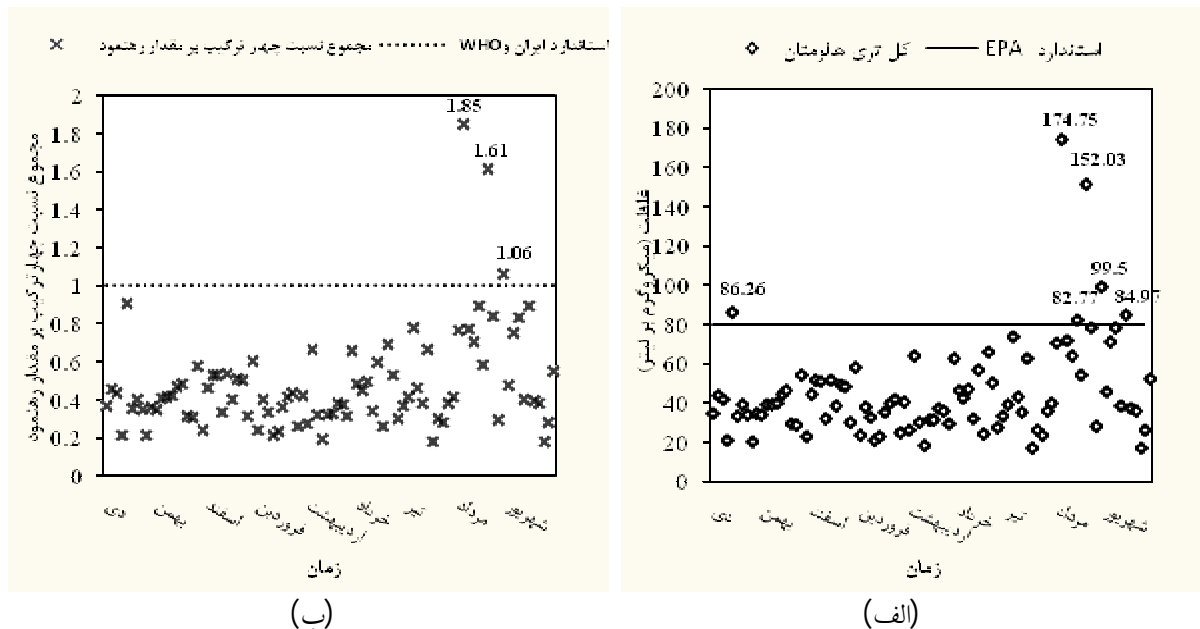 کل تری هالومتان استاندارد EPA
غلظت (میکروگرم بر لیتر)
200
180
160
140
120
100
80
60
40
20
0
174.75
152.03
99.5
86.26
82.77
84.97
دی
بهمن
اسفند
فروردین
اردیبهشت
خرداد
تیر
مرداد
شهریور
زمان
(الف)
مجموع نسبت چهار ترکیب بر مقدار رهنمود استاندارد ایران و WHO
مجموع نسبت چهار ترکیب بر مقدار رهنمود
2
1.8
1.6
1.4
1.2
1
0.8
0.6
0.4
0.2
0
1.85
1.61
1.06
دی
بهمن
اسفند
فروردین
اردیبهشت
خرداد
تیر
مرداد
شهریور
زمان
(ب)